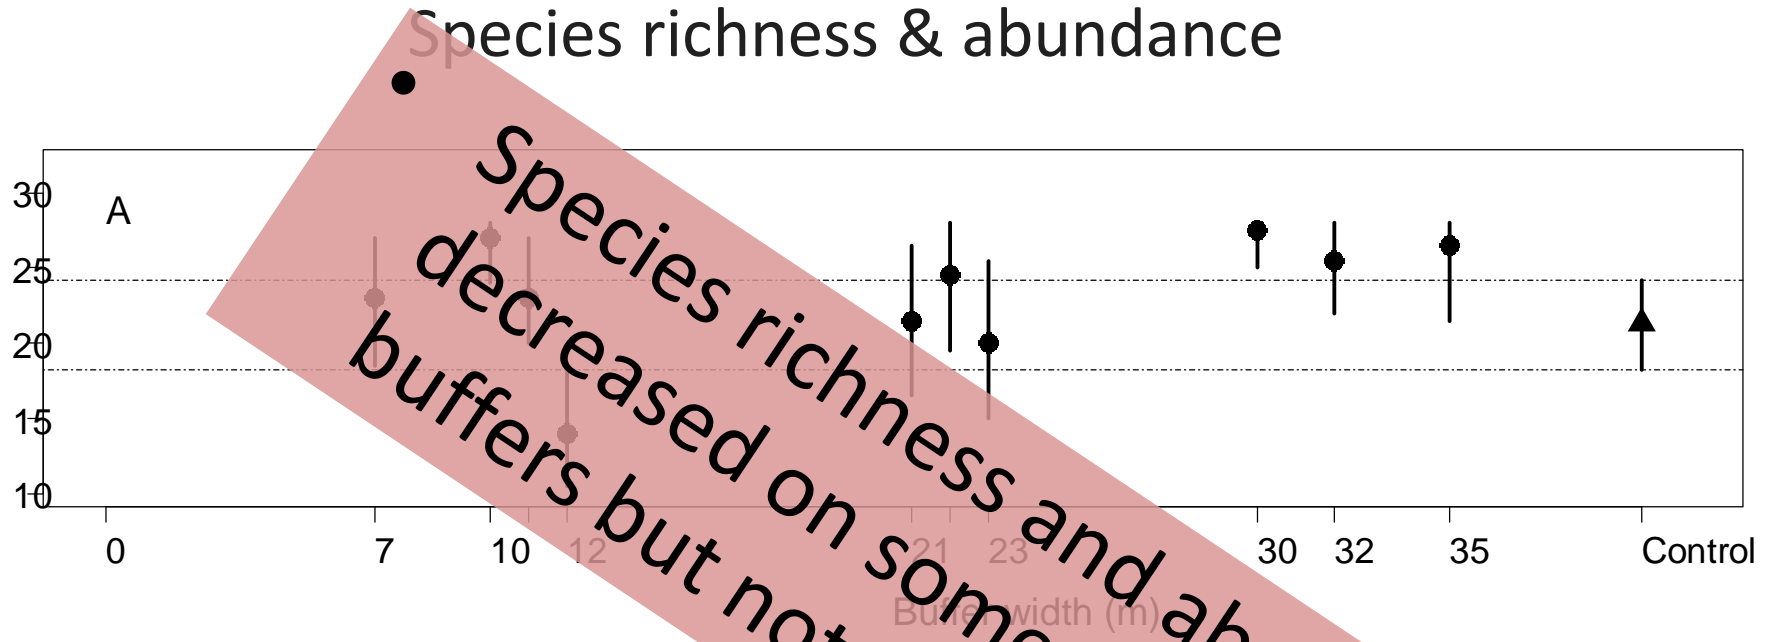 Species richness & abundance
Species richness and
decreased on some
buffers but not
A
30
25
20
15
10
0 7 10 12 21 23 30 32 35 Control
Buffer width (m)